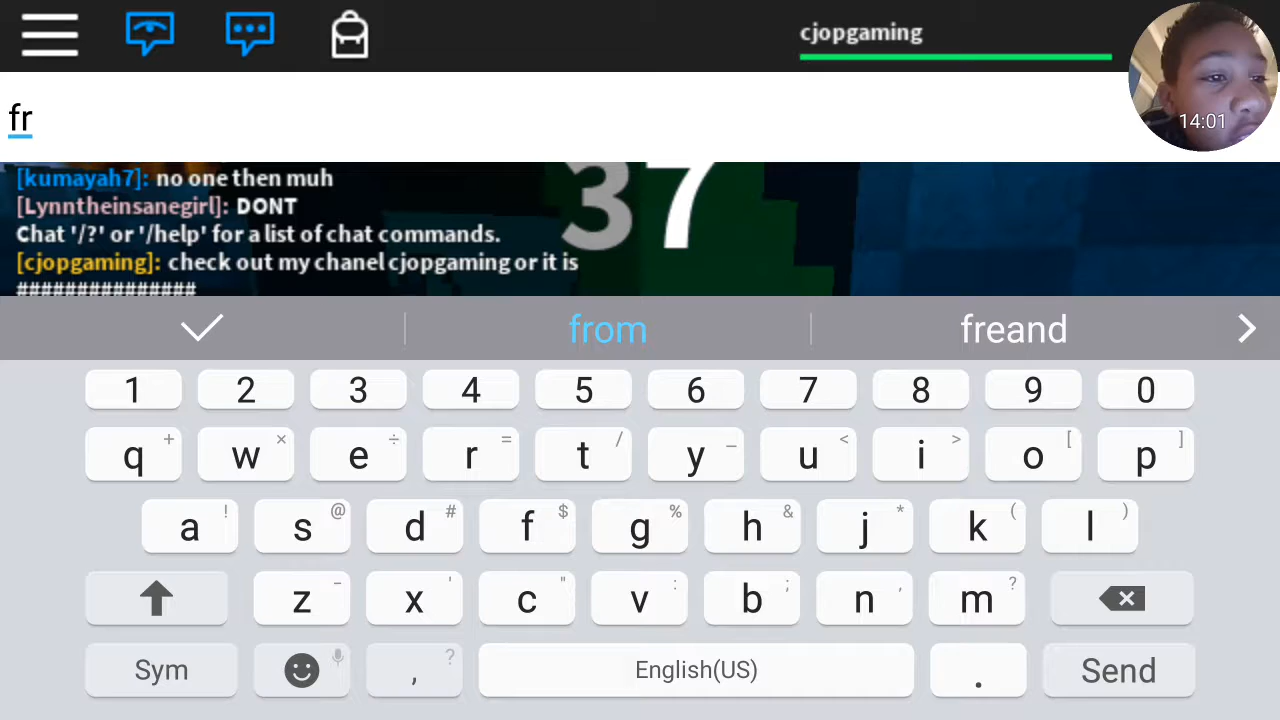 cjopgaming
14:01
fr
37
[kumayah7]: no one then muh
[Lynntheinsanegirl]: DONT
Chat '/?' or '/help' for a list of chat commands.
[cjopgaming]: check out my chanel cjopgaming or it is
###############
from freand
1 2 3 4 5 6 7 8 9 0
q + w × e ÷ r = t / y _ u < i > o [ p ]
a ! s @ d # f $ g % h & j * k ( l )
z - x ' c " v : b ; n , m ?
Sym , ? English(US) . Send